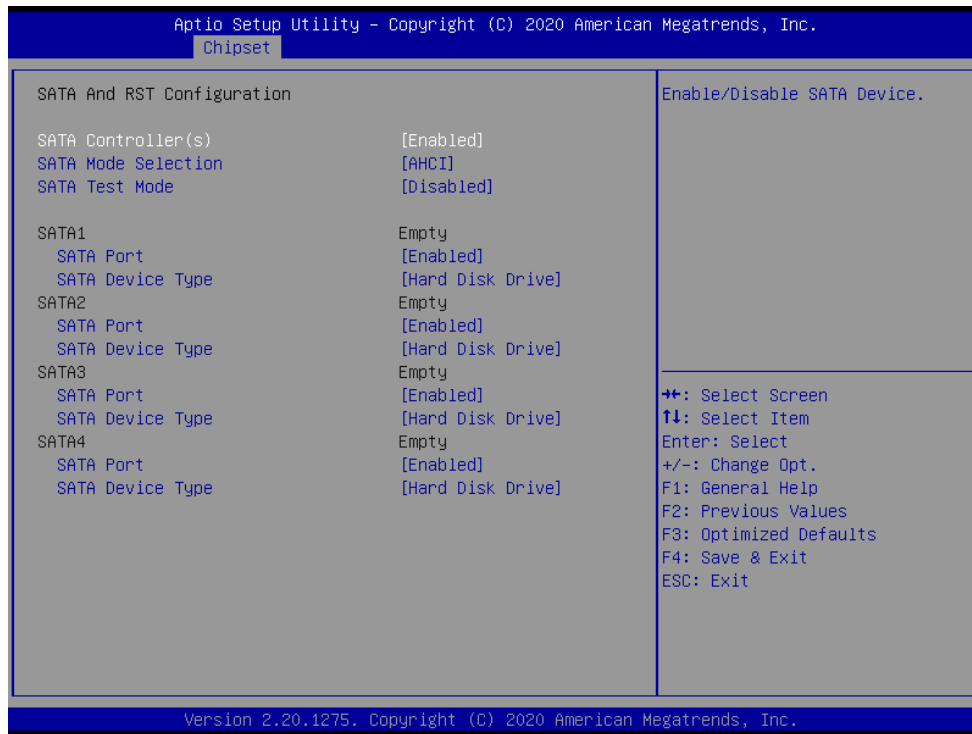 Aptio Setup Utility – Copyright (C) 2020 American Megatrends, Inc.
Chipset
SATA And RST Configuration
SATA Controller(s) [Enabled]
SATA Mode Selection [AHCI]
SATA Test Mode [Disabled]
SATA1 Empty
SATA Port [Enabled]
SATA Device Type [Hard Disk Drive]
SATA2 Empty
SATA Port [Enabled]
SATA Device Type [Hard Disk Drive]
SATA3 Empty
SATA Port [Enabled]
SATA Device Type [Hard Disk Drive]
SATA4 Empty
SATA Port [Enabled]
SATA Device Type [Hard Disk Drive]
Enable/Disable SATA Device.
→←: Select Screen
↑↓: Select Item
Enter: Select
+/-: Change Opt.
F1: General Help
F2: Previous Values
F3: Optimized Defaults
F4: Save & Exit
ESC: Exit
Version 2.20.1275. Copyright (C) 2020 American Megatrends, Inc.